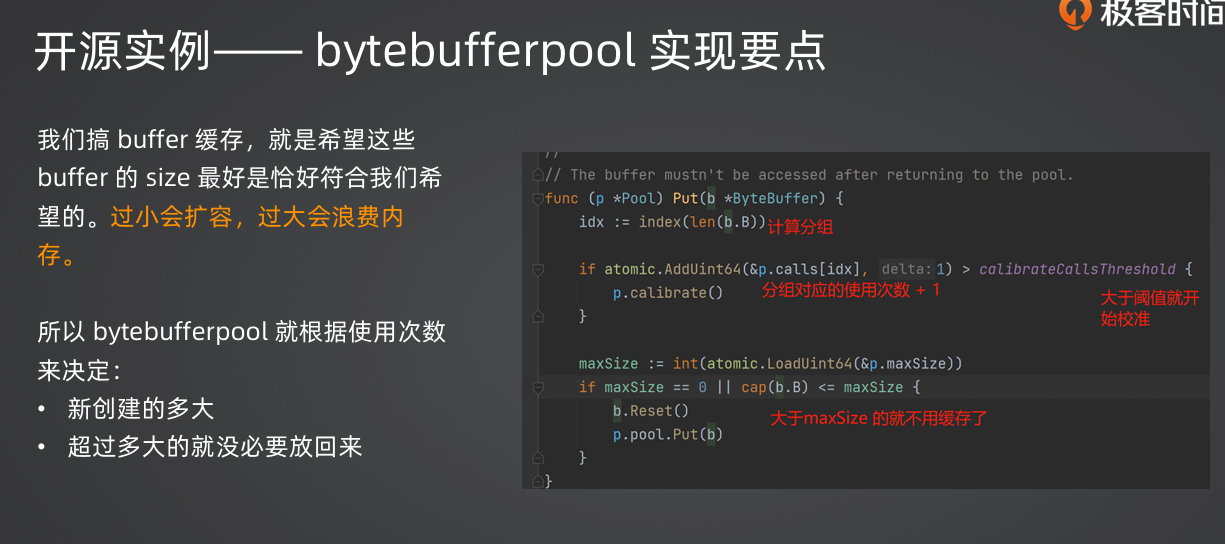 极客时间
开源实例—— bytebufferpool 实现要点
我们搞 buffer 缓存，就是希望这些
buffer 的 size 最好是恰好符合我们希
望的。过小会扩容，过大会浪费内
存。
所以 bytebufferpool 就根据使用次数
来决定：
• 新创建的多大
• 超过多大的就没必要放回来
//
// The buffer mustn't be accessed after returning to the pool.
func (p *Pool) Put(b *ByteBuffer) {
idx := index(len(b.B)) 计算分组
if atomic.AddUint64(&p.calls[idx], delta: 1) > calibrateCallsThreshold {
p.calibrate() 分组对应的使用次数 + 1
大于阈值就开
始校准
}
maxSize := int(atomic.LoadUint64(&p.maxSize))
if maxSize == 0 || cap(b.B) <= maxSize {
b.Reset() 大于maxSize 的就不用缓存了
p.pool.Put(b)
}
}